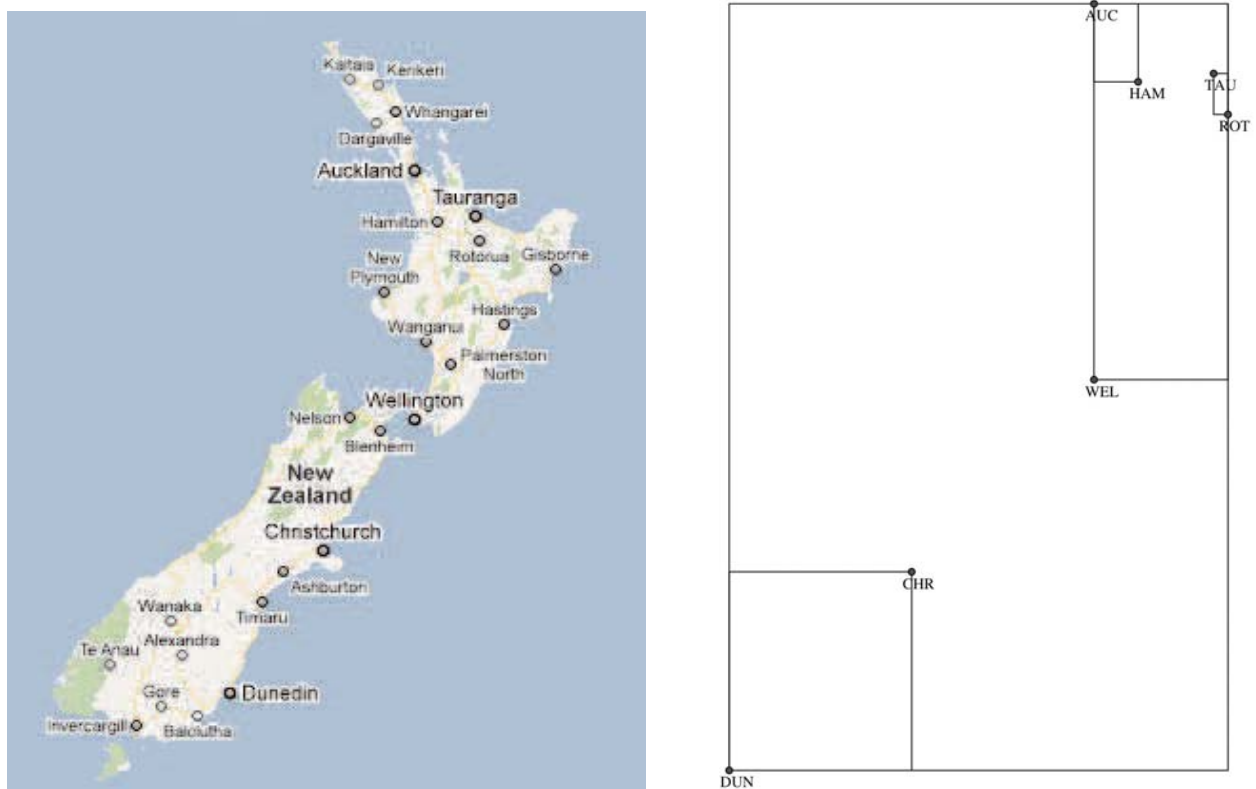 Kaitaia
Kerikeri
Whangarei
Dargaville
Auckland
Tauranga
Hamilton
Rotorua
Gisborne
New
Plymouth
Hastings
Wanganui
Palmerston
North
Wellington
Nelson
Blenheim
New
Zealand
Christchurch
Ashburton
Timaru
Wanaka
Alexandra
Te Anau
Gore
Dunedin
Invercargill
Balclutha
AUC
TAU
HAM
ROT
WEL
CHR
DUN